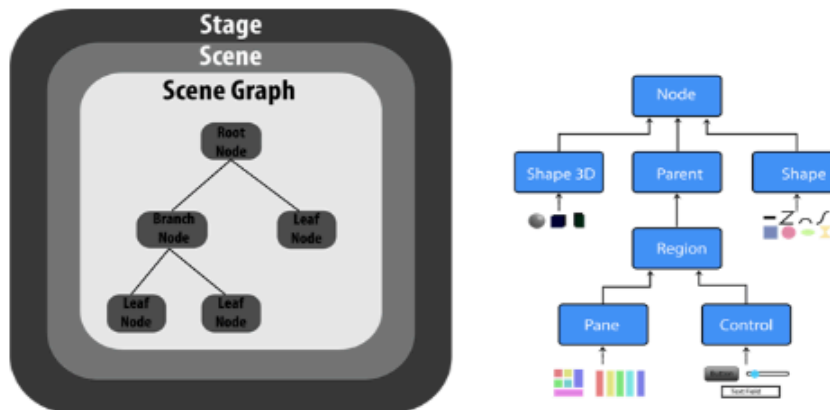 Stage
Scene
Scene Graph
Root
Node
Branch
Node
Leaf
Node
Leaf
Node
Leaf
Node
Node
Shape 3D
Parent
Shape
Region
Pane
Control
Button
Text Field